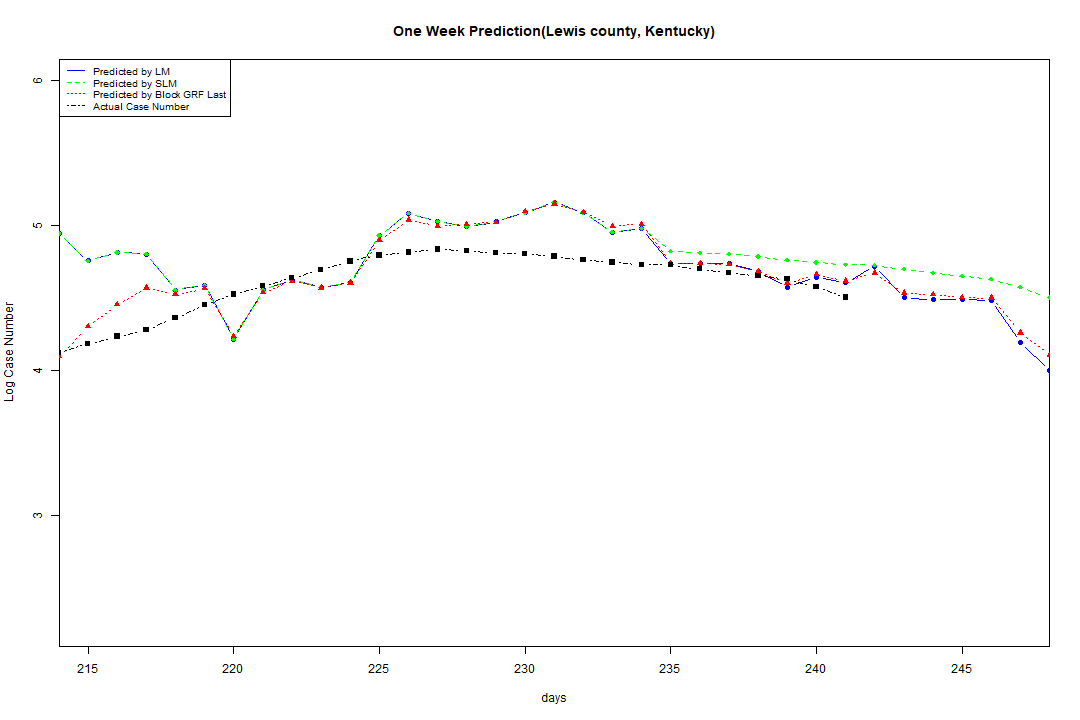 One Week Prediction(Lewis county, Kentucky)
Predicted by LM
Predicted by SLM
Predicted by Block GRF Last
Actual Case Number
6
5
4
3
Log Case Number
215 220 225 230 235 240 245
days